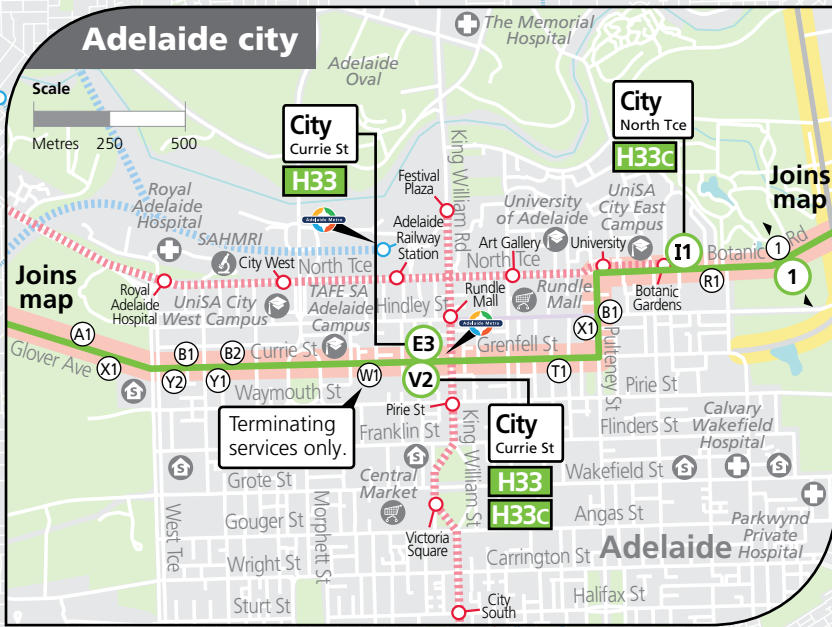 Adelaide city
Scale
Metres 250 500
The Memorial
Hospital
Adelaide
Oval
City
Currie St
H33
City
North Tce
H33C
King William Rd
Festival
Plaza
Adelaide
Railway
Station
Adelaide Metro
Royal
Adelaide
Hospital
SAHMRI
City West
North Tce
University
of Adelaide
UniSA
City East
Campus
Art Gallery
University
North Tce
Joins
map
I1
Botanic Rd
1
1
R1
Botanic
Gardens
Joins
map
Royal
Adelaide
Hospital
UniSA City
West Campus
TAFE SA
Adelaide
Campus
Hindley St
Rundle
Mall
Adelaide Metro
Rundle
Mall
A1
X1
Glover Ave
B1
B2
Y2
Y1
Currie St
W1
E3
V2
Grenfell St
X1
B1
T1
Pulteney St
Waymouth St
Terminating
services only.
Pirie St
Pirie St
Franklin St
City
Currie St
H33
H33C
Flinders St
Calvary
Wakefield
Hospital
S
S
S
S
S
Wakefield St
Central
Market
Grote St
Gouger St
Morphett St
West Tce
Wright St
Sturt St
King William St
Victoria
Square
Angas St
Carrington St
Adelaide
Parkwynd
Private
Hospital
Halifax St
City
South